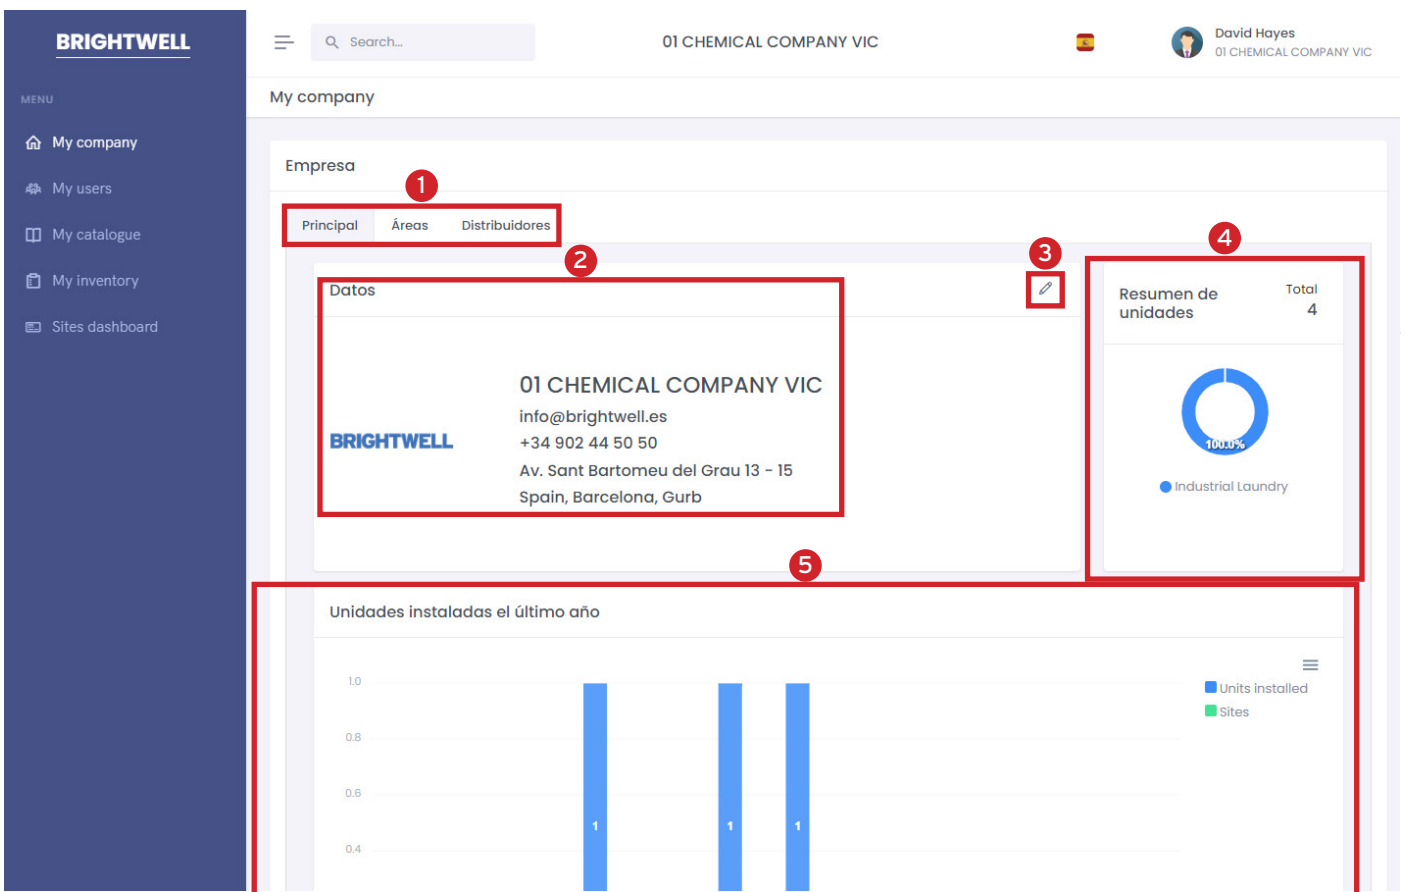 BRIGHTWELL
Search...
01 CHEMICAL COMPANY VIC
David Hayes
01 CHEMICAL COMPANY VIC
MENU
My company
My users
My catalogue
My inventory
Sites dashboard
My company
Empresa
1
Principal
Áreas
Distribuidores
2
3
4
Datos
01 CHEMICAL COMPANY VIC
info@brightwell.es
BRIGHTWELL
+34 902 44 50 50
Av. Sant Bartomeu del Grau 13 - 15
Spain, Barcelona, Gurb
Resumen de
unidades
Total
4
100.0%
Industrial Laundry
5
Unidades instaladas el último año
1.0
0.8
0.6
0.4
1
1
1
Units installed
Sites